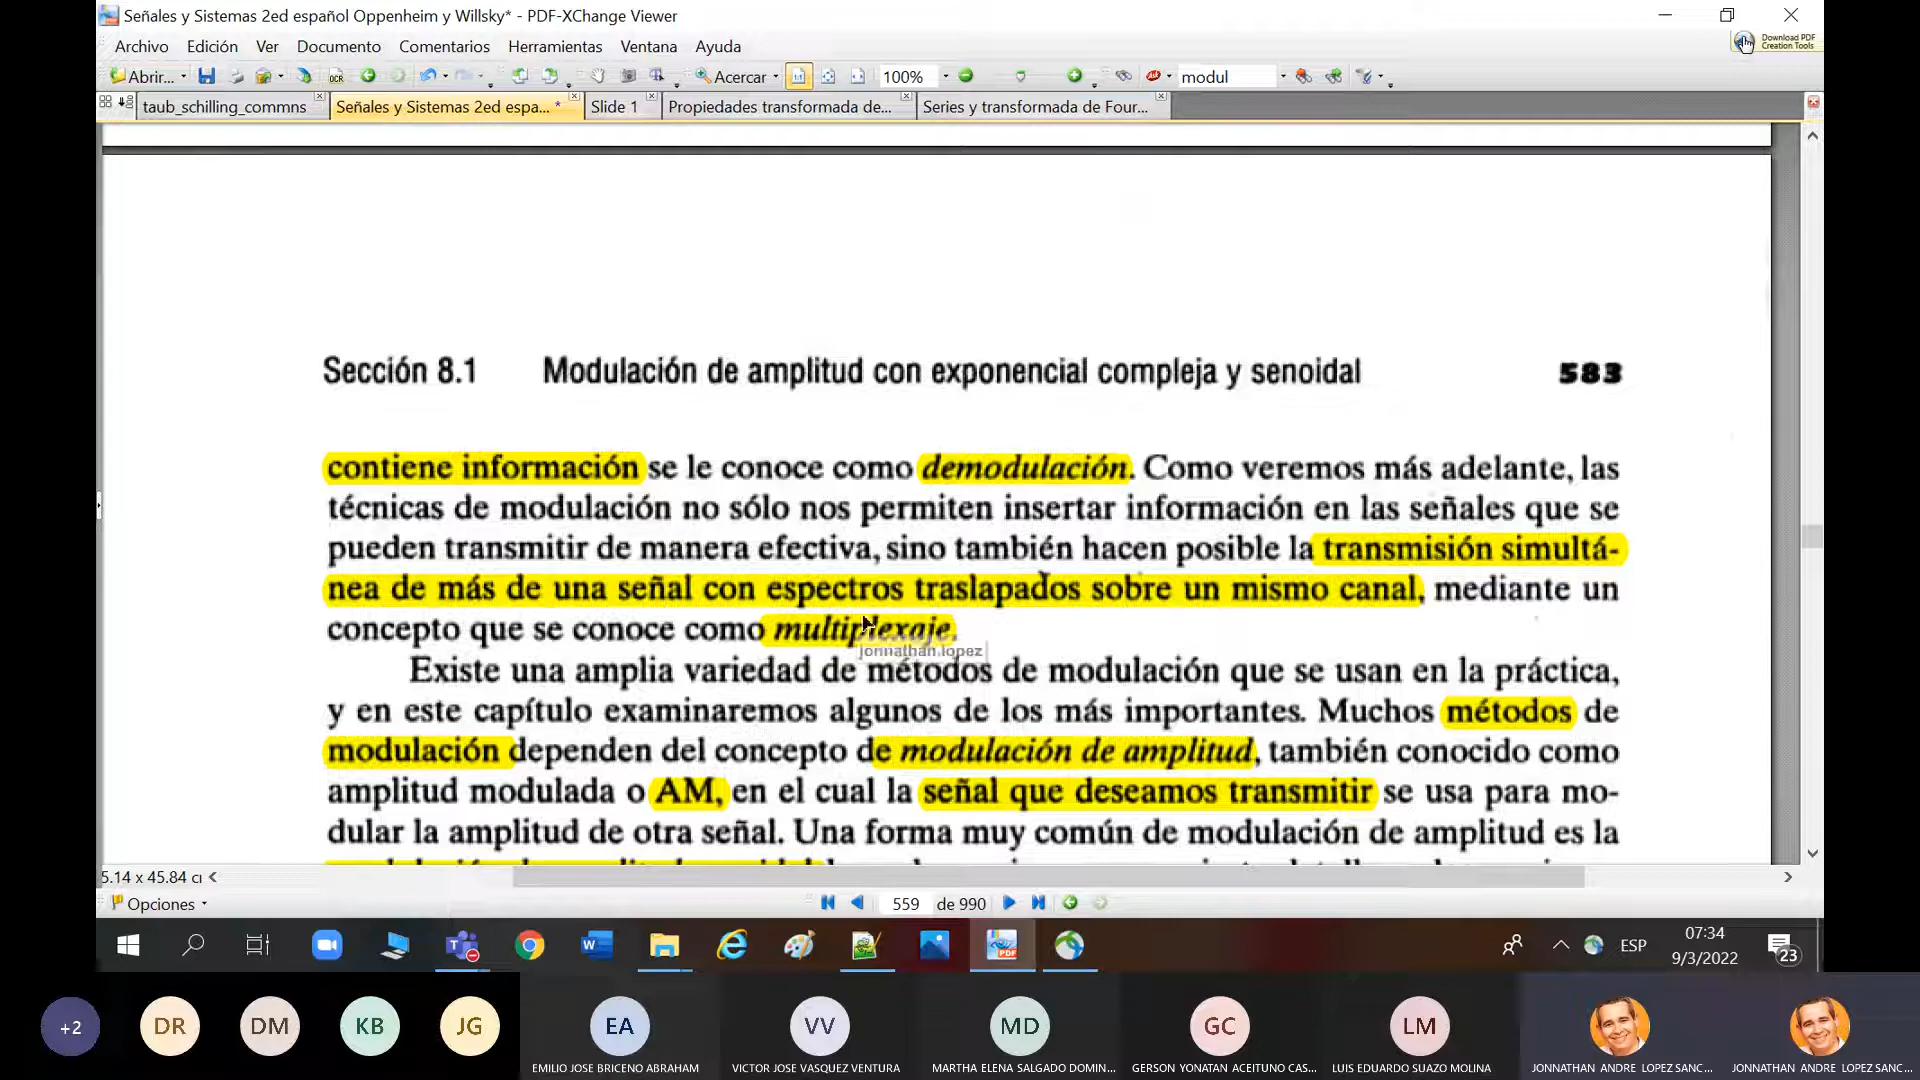 Señales y Sistemas 2ed español Oppenheim y Willsky* - PDF-XChange Viewer
Archivo Edición Ver Documento Comentarios Herramientas Ventana Ayuda
Download PDF
Creation Tools
Abrir... OCR Acercar 100% modul
taub_schilling_commns Señales y Sistemas 2ed espa... * Slide 1 Propiedades transformada de... Series y transformada de Four...
Sección 8.1 Modulación de amplitud con exponencial compleja y senoidal 583
contiene información se le conoce como demodulación. Como veremos más adelante, las
técnicas de modulación no sólo nos permiten insertar información en las señales que se
pueden transmitir de manera efectiva, sino también hacen posible la transmisión simultá-
nea de más de una señal con espectros traslapados sobre un mismo canal, mediante un
concepto que se conoce como multiplexaje.
jonnathan.lopez
Existe una amplia variedad de métodos de modulación que se usan en la práctica,
y en este capítulo examinaremos algunos de los más importantes. Muchos métodos de
modulación dependen del concepto de modulación de amplitud, también conocido como
amplitud modulada o AM, en el cual la señal que deseamos transmitir se usa para mo-
dular la amplitud de otra señal. Una forma muy común de modulación de amplitud es la
5.14 x 45.84 cı
Opciones 559 de 990
ESP 07:34
9/3/2022 23
+2 DR DM KB JG EA VV MD GC LM
EMILIO JOSE BRICENO ABRAHAM VICTOR JOSE VASQUEZ VENTURA MARTHA ELENA SALGADO DOMIN... GERSON YONATAN ACEITUNO CAS... LUIS EDUARDO SUAZO MOLINA JONNATHAN ANDRE LOPEZ SANC... JONNATHAN ANDRE LOPEZ SANC...